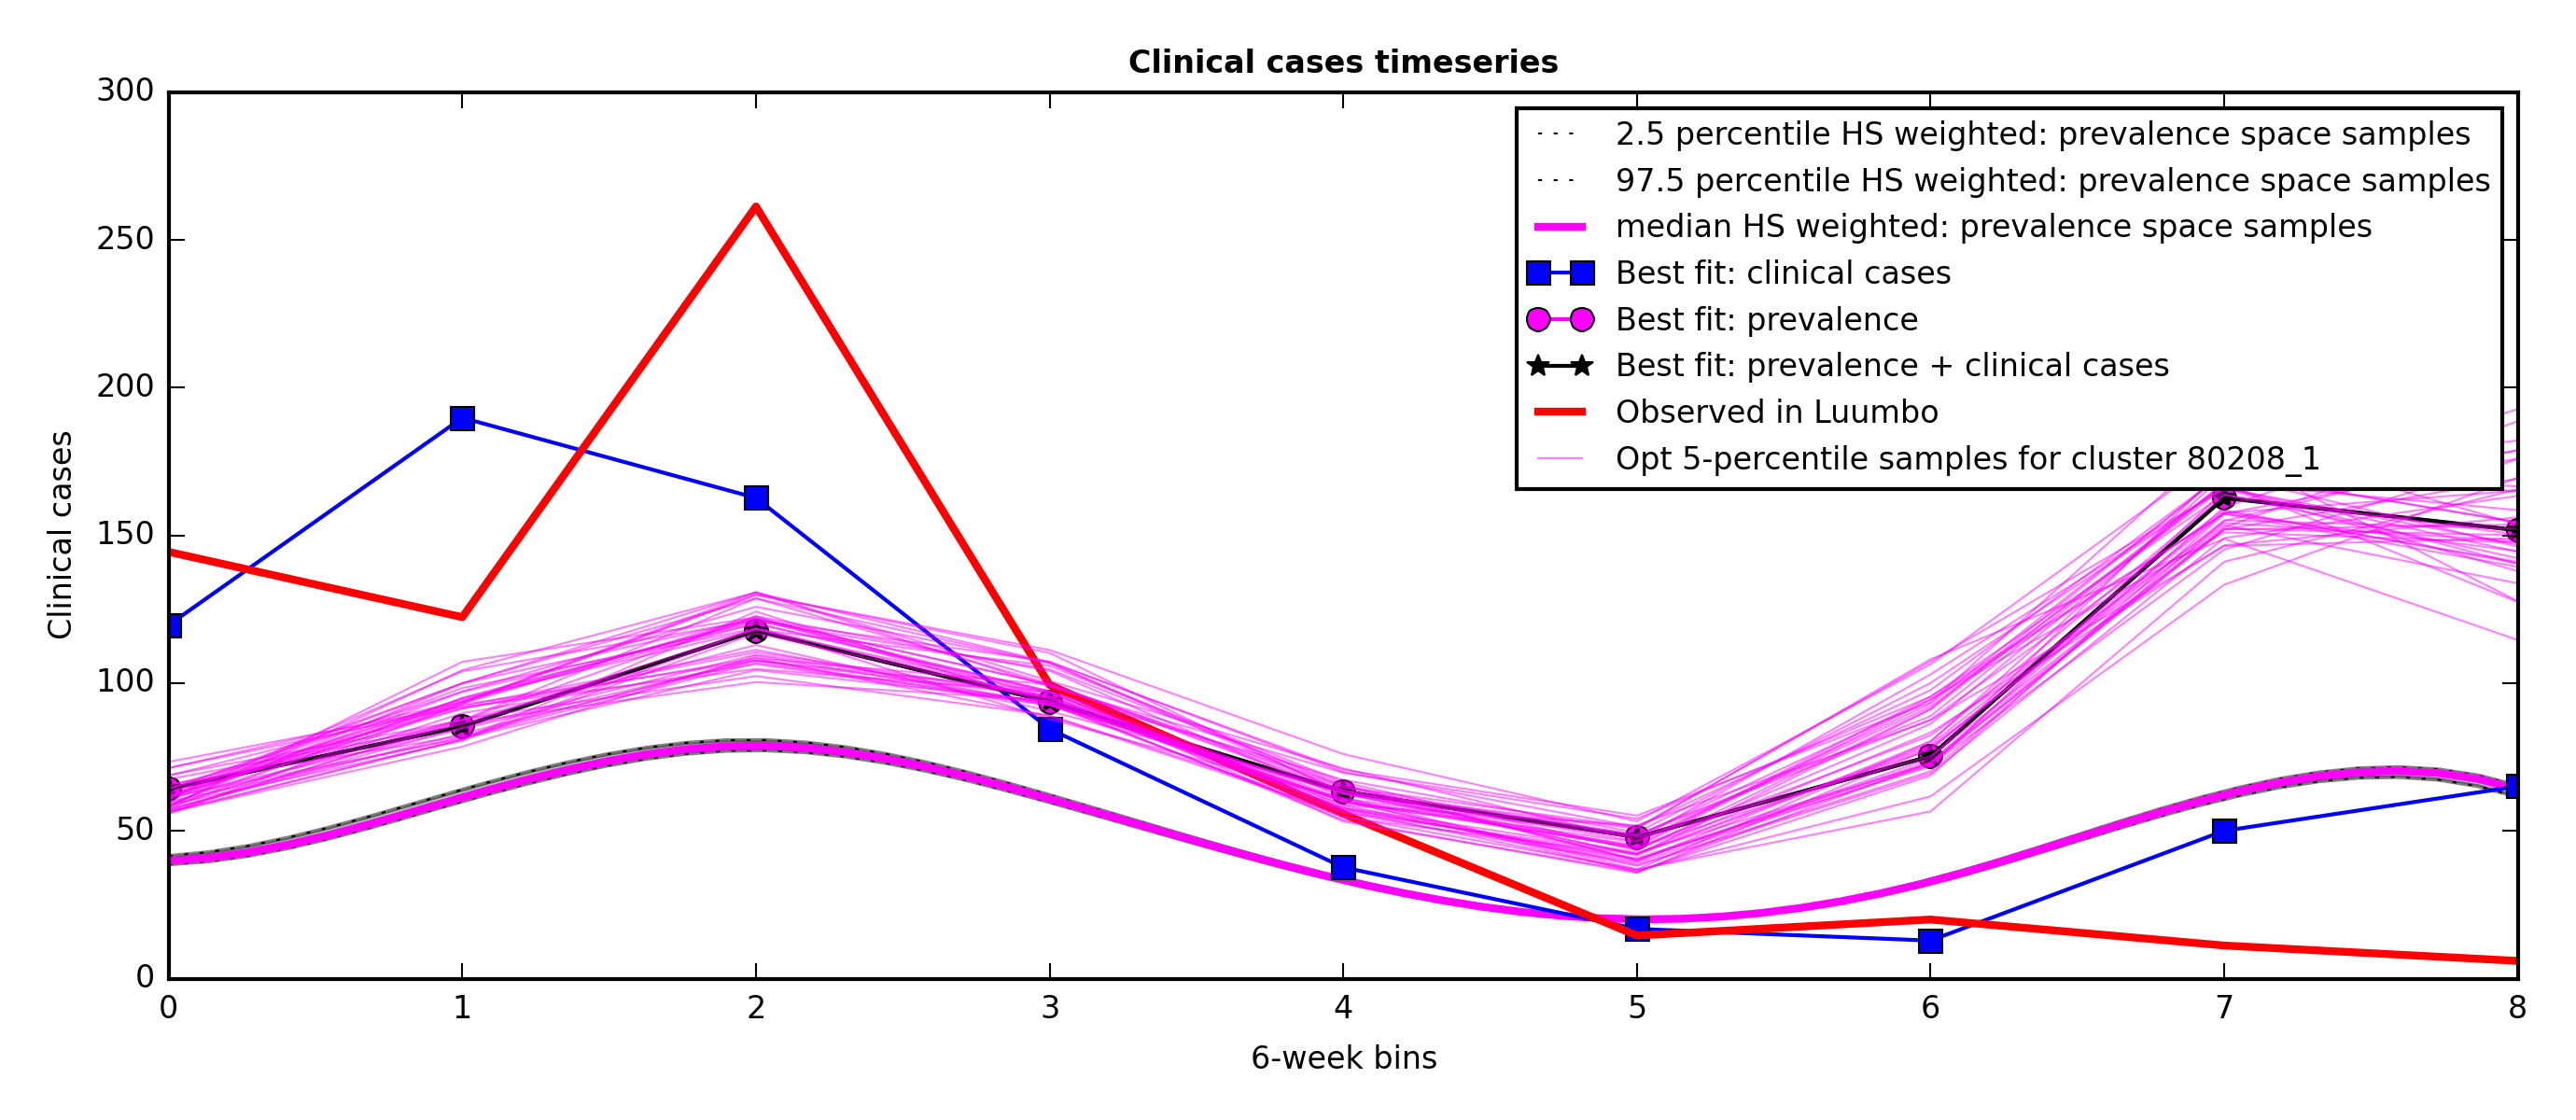 Clinical cases timeseries
300
250
200
150
100
50
0
Clinical cases
2.5 percentile HS weighted: prevalence space samples
97.5 percentile HS weighted: prevalence space samples
median HS weighted: prevalence space samples
Best fit: clinical cases
Best fit: prevalence
Best fit: prevalence + clinical cases
Observed in Luumbo
Opt 5-percentile samples for cluster 80208_1
0 1 2 3 4 5 6 7 8
6-week bins